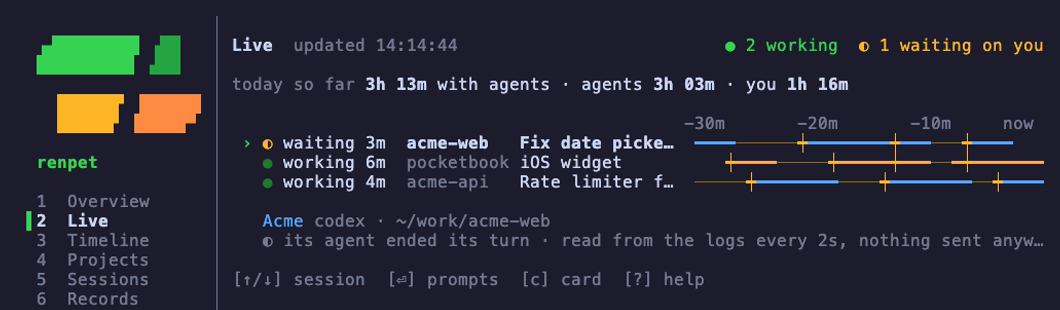 Live updated 14:14:44 ● 2 working ◐ 1 waiting on you
today so far 3h 13m with agents · agents 3h 03m · you 1h 16m
−30m −20m −10m now
› ◐ waiting 3m acme-web Fix date picke…
● working 6m pocketbook iOS widget
● working 4m acme-api Rate limiter f…
renpet
1 Overview
2 Live
3 Timeline
4 Projects
5 Sessions
6 Records
Acme codex · ~/work/acme-web
◐ its agent ended its turn · read from the logs every 2s, nothing sent anyw…
[↑/↓] session [⏎] prompts [c] card [?] help